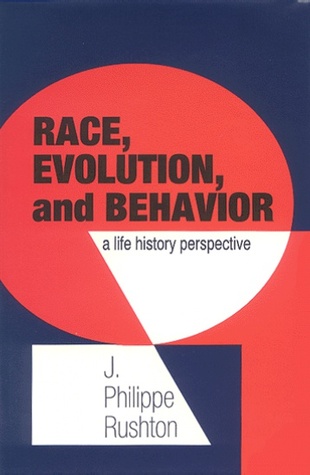 RACE,
EVOLUTION,
and BEHAVIOR
a life history perspective
J.
Philippe
Rushton